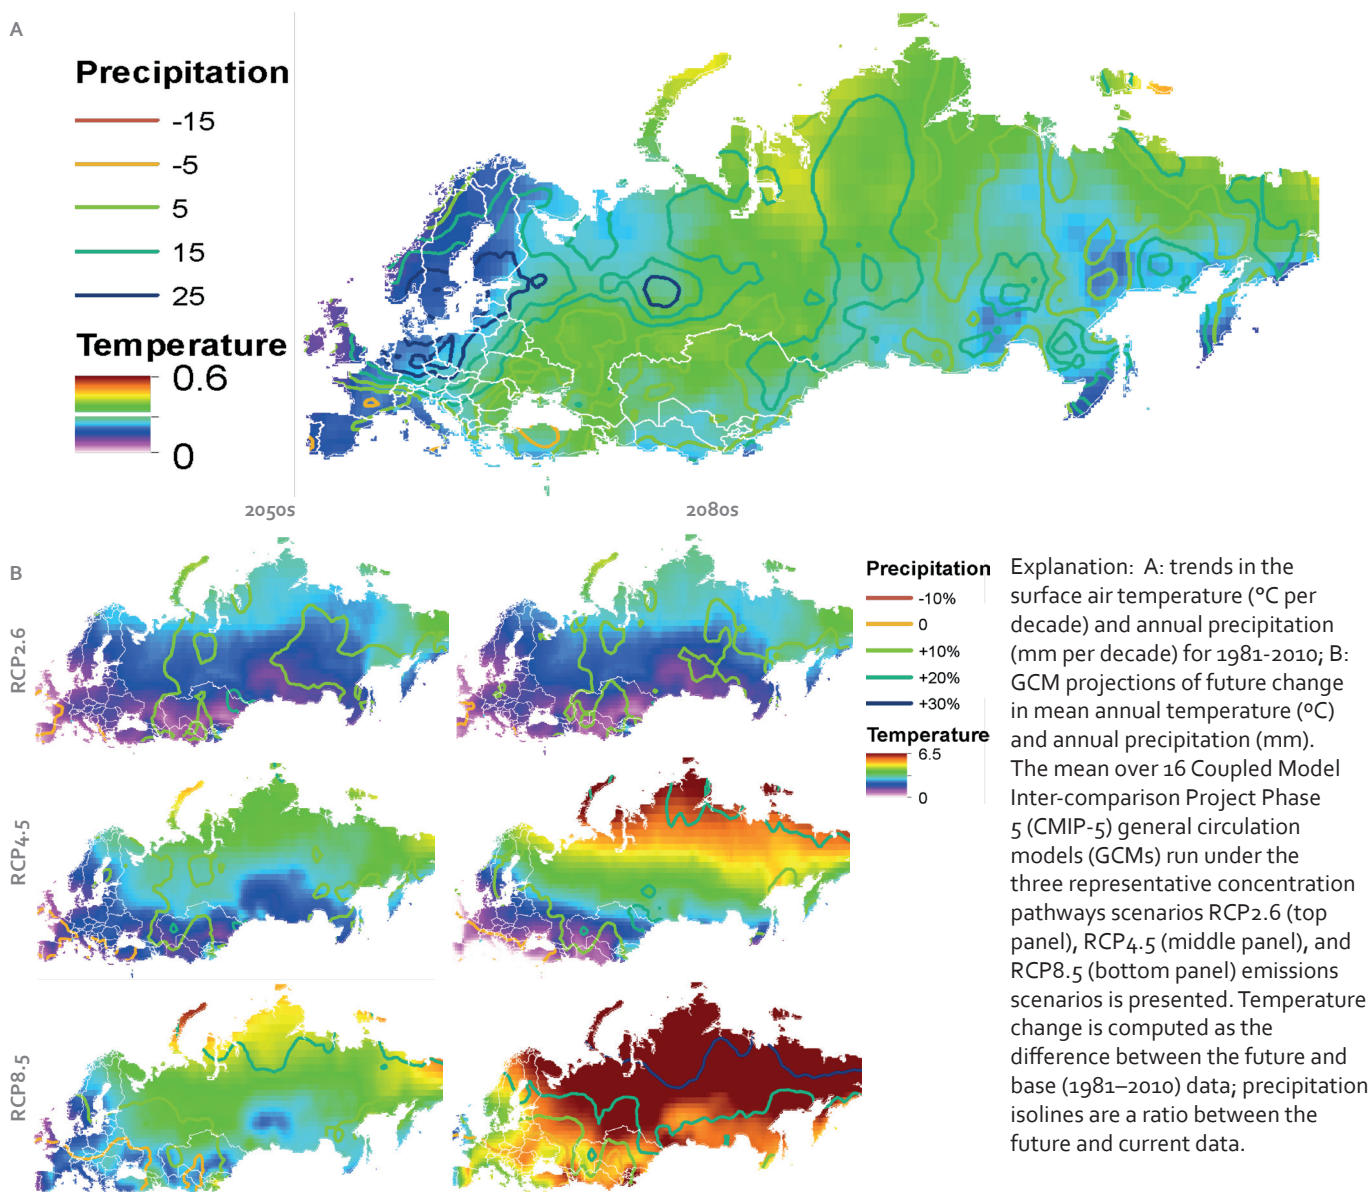 A
Precipitation
-15
-5
5
15
25
Temperature
0.6
0
2050s
2080s
B
RCP2.6
RCP4.5
RCP8.5
Precipitation
-10%
0
+10%
+20%
+30%
Temperature
6.5
0
Explanation: A: trends in the
surface air temperature (°C per
decade) and annual precipitation
(mm per decade) for 1981-2010; B:
GCM projections of future change
in mean annual temperature (ºC)
and annual precipitation (mm).
The mean over 16 Coupled Model
Inter-comparison Project Phase
5 (CMIP-5) general circulation
models (GCMs) run under the
three representative concentration
pathways scenarios RCP2.6 (top
panel), RCP4.5 (middle panel), and
RCP8.5 (bottom panel) emissions
scenarios is presented. Temperature
change is computed as the
difference between the future and
base (1981–2010) data; precipitation
isolines are a ratio between the
future and current data.